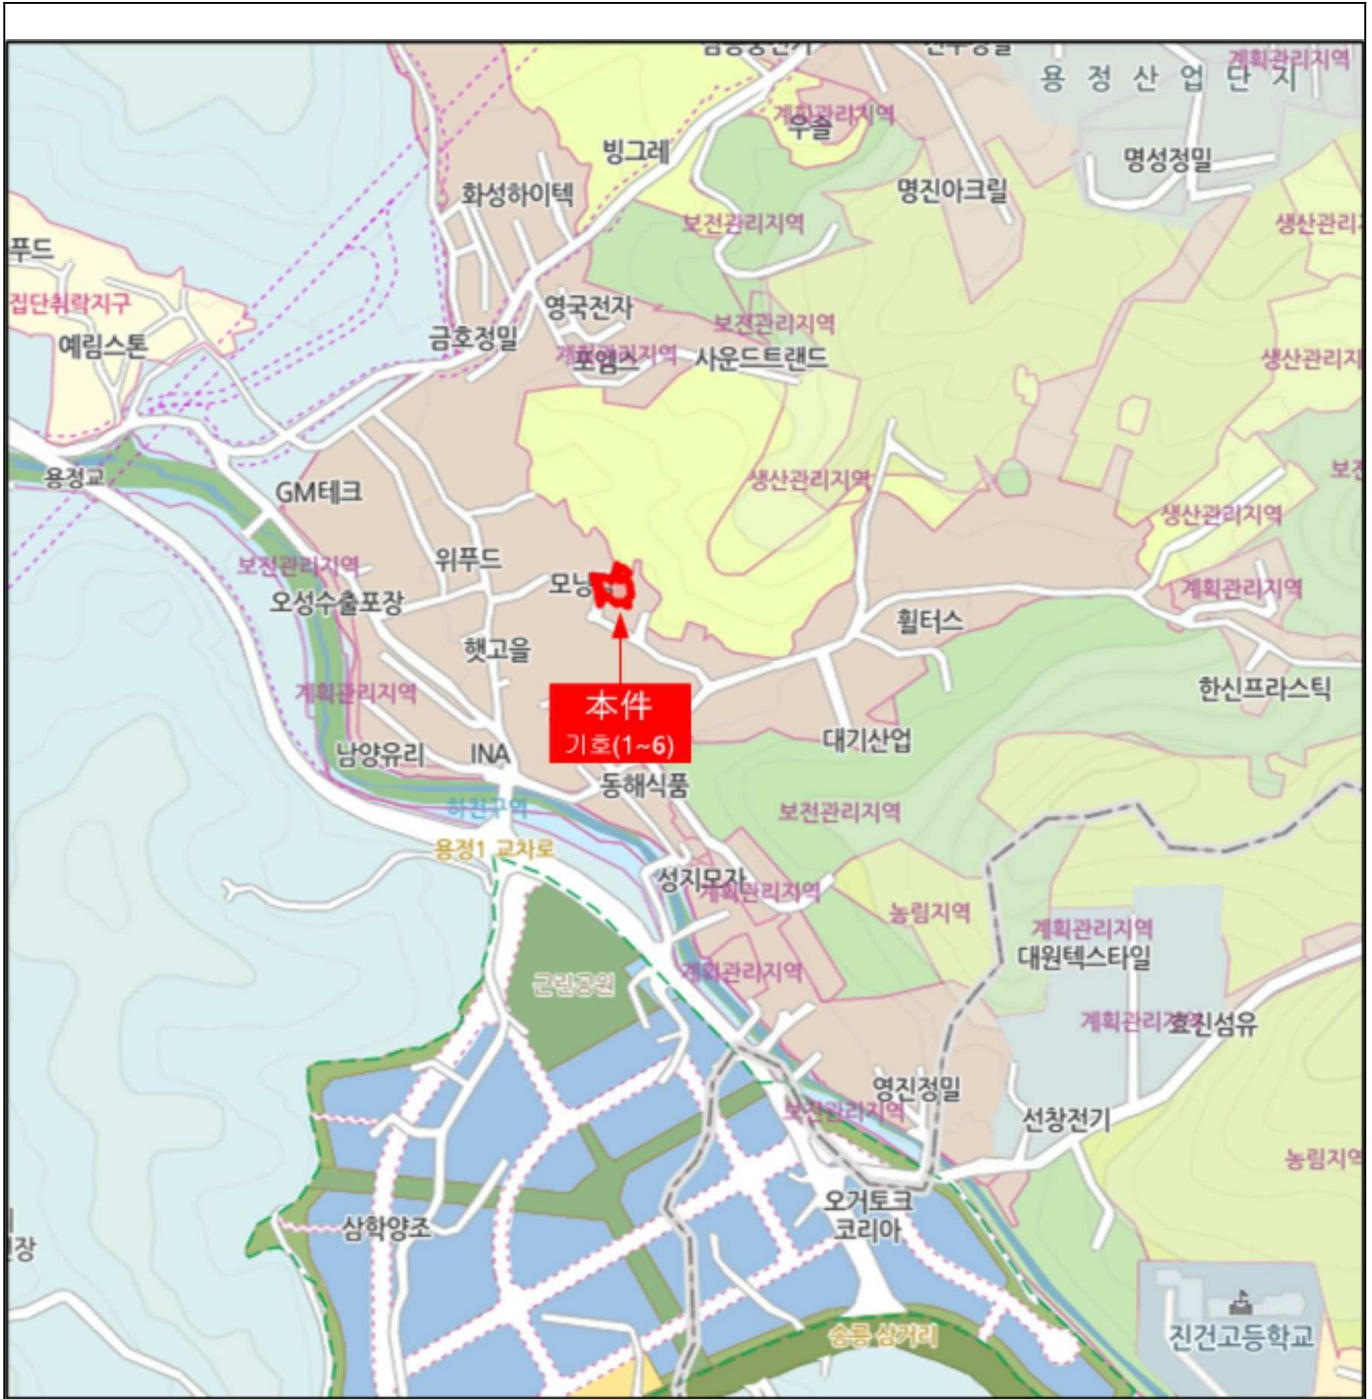 계획관리지역
용정산업단지
계획관리지역
우솔
빙그레
명성정밀
화성하이텍
명진아크릴
보전관리지역
생산관리
푸드
집단취락지구
영국전자
보전관리지역
금호정밀
예림스톤
계획관리지역
포엠스
사운드트랜드
생산관리지
용정교
생산관리지역
보전
GM테크
생산관리지역
위푸드
보전관리지역
모닝
계획관리지역
오성수출포장
휠터스
햇고을
계획관리지역
한신프라스틱
本件
기호(1~6)
대기산업
남양유리
INA
동해식품
하천구역
보전관리지역
용정1 교차로
성지모자
계획관리지역
농림지역
계획관리지역
대원텍스타일
계획관리지역
근린공원
계획관리지역
효진섬유
영진정밀
보전관리지역
선창전기
농림지역
오거토크
코리아
삼학양조
장
송릉 삼거리
진건고등학교